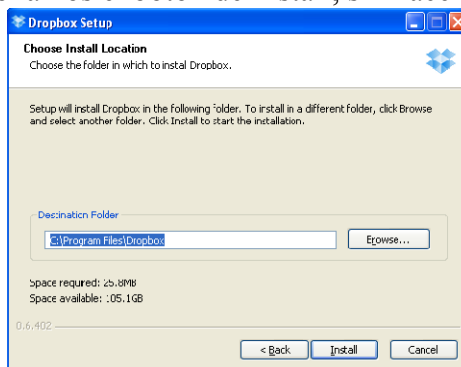 Dropbox Setup
Choose Install Location
Choose the folder in which to instal Dropbox.
Setup will install Dropbox in the following folder. To install in a different folder, click Browse
and select another folder. Click Install to start the installation.
Destination Folder
C:\Program Files\Dropbox
Browse...
Space required: 25.8MB
Space available: 105.1GB
0.6.402
< Back Install Cancel